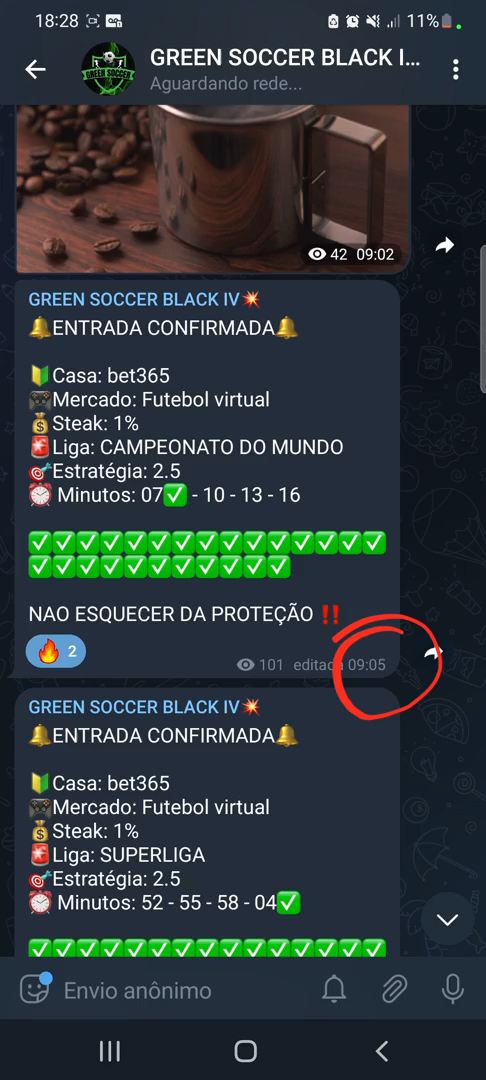 18:28
11%
GREEN SOCCER BLACK I...
Aguardando rede...
GREEN SOCCER
42 09:02
GREEN SOCCER BLACK IV💥
🔔ENTRADA CONFIRMADA🔔
🔰Casa: bet365
🎮Mercado: Futebol virtual
💰Steak: 1%
🚨Liga: CAMPEONATO DO MUNDO
🎯Estratégia: 2.5
⏰ Minutos: 07✅ - 10 - 13 - 16
✅✅✅✅✅✅✅✅✅✅✅✅✅✅✅
✅✅✅✅✅✅✅✅✅✅✅
NAO ESQUECER DA PROTEÇÃO ‼️
🔥 2
101 editada 09:05
GREEN SOCCER BLACK IV💥
🔔ENTRADA CONFIRMADA🔔
🔰Casa: bet365
🎮Mercado: Futebol virtual
💰Steak: 1%
🚨Liga: SUPERLIGA
🎯Estratégia: 2.5
⏰ Minutos: 52 - 55 - 58 - 04✅
✅✅✅✅✅✅✅✅✅✅✅✅✅✅✅
Envio anônimo